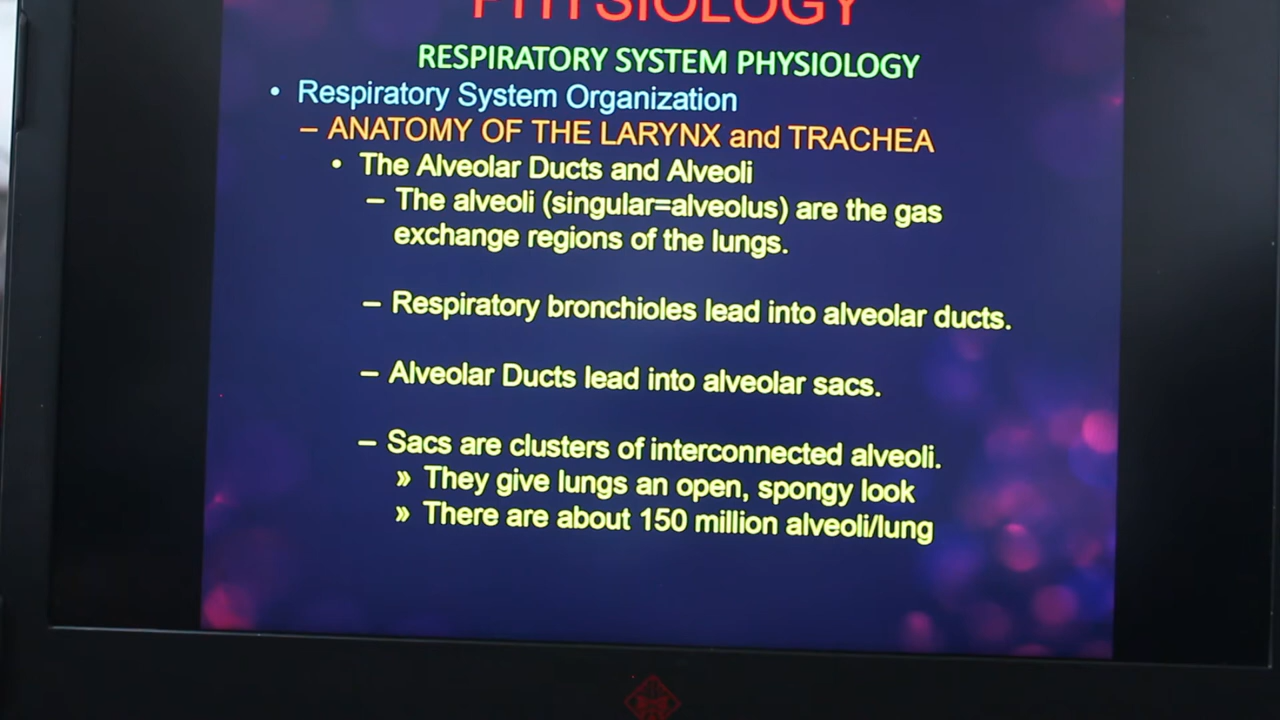 PHYSIOLOGY
RESPIRATORY SYSTEM PHYSIOLOGY
• Respiratory System Organization
– ANATOMY OF THE LARYNX and TRACHEA
• The Alveolar Ducts and Alveoli
– The alveoli (singular=alveolus) are the gas
exchange regions of the lungs.
– Respiratory bronchioles lead into alveolar ducts.
– Alveolar Ducts lead into alveolar sacs.
– Sacs are clusters of interconnected alveoli.
» They give lungs an open, spongy look
» There are about 150 million alveoli/lung